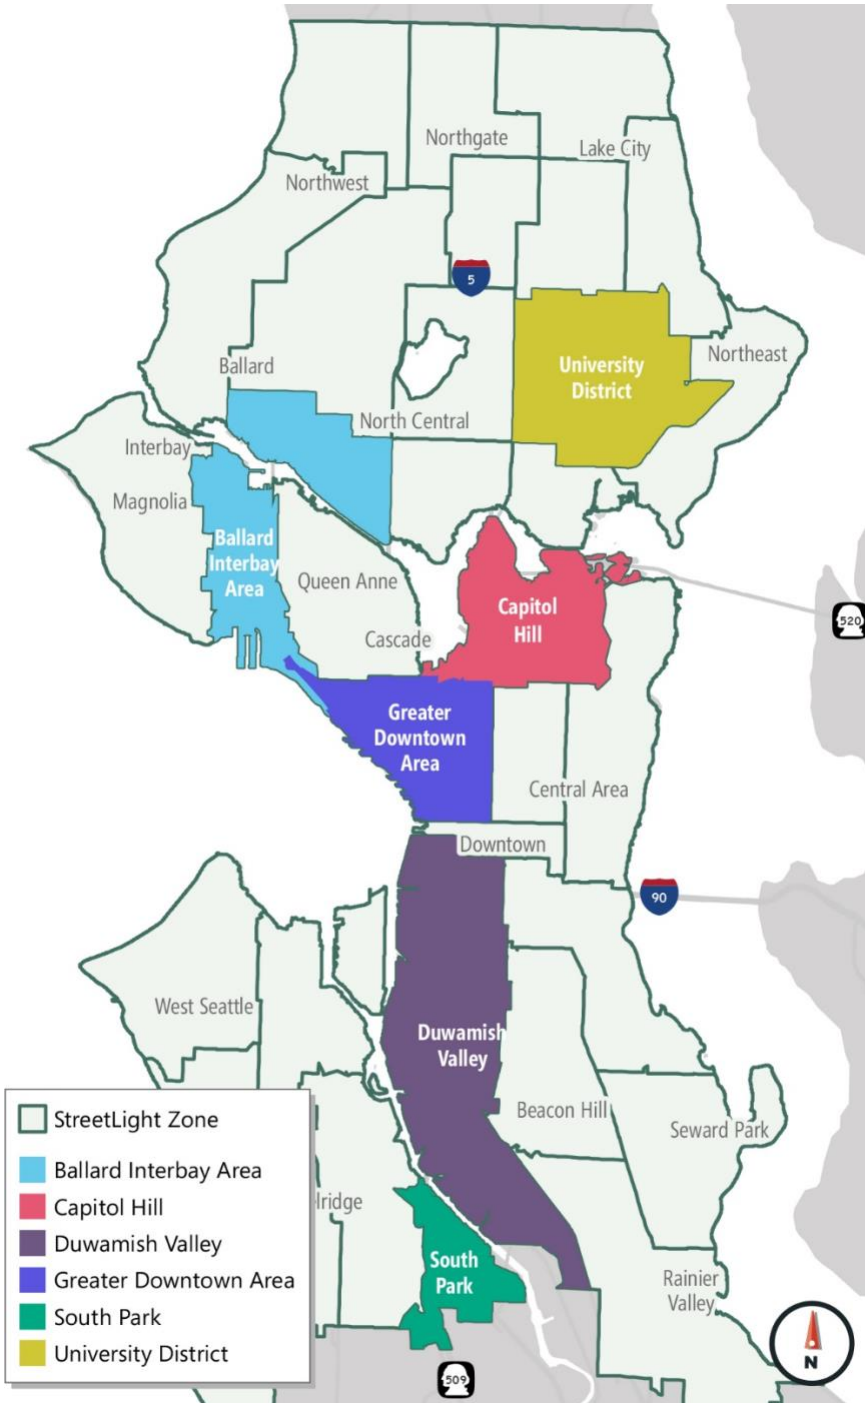 Northgate
Lake City
Northwest
5
University
District
Northeast
Ballard
North Central
Interbay
Magnolia
Ballard
Interbay
Area
Queen Anne
Capitol
Hill
Cascade
520
Greater
Downtown
Area
Central Area
Downtown
90
West Seattle
Duwamish
Valley
Beacon Hill
Seward Park
StreetLight Zone
Ballard Interbay Area
Capitol Hill
Duwamish Valley
Greater Downtown Area
South Park
University District
lridge
South
Park
Rainier
Valley
N
509